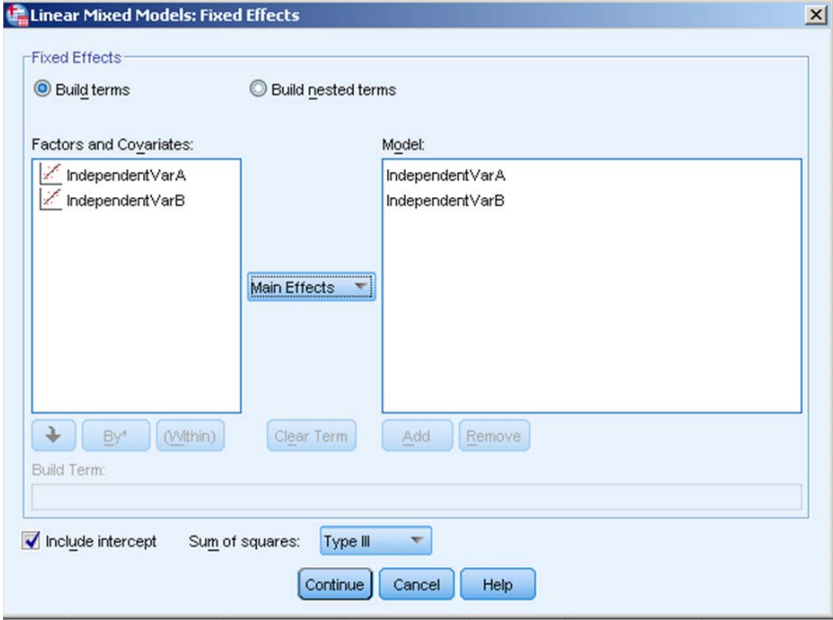 Linear Mixed Models: Fixed Effects
Fixed Effects
Build terms
Build nested terms
Factors and Covariates:
IndependentVarA
IndependentVarB
Main Effects
Model:
IndependentVarA
IndependentVarB
By*
(Within)
Clear Term
Add
Remove
Build Term:
Include intercept
Sum of squares:
Type III
Continue
Cancel
Help